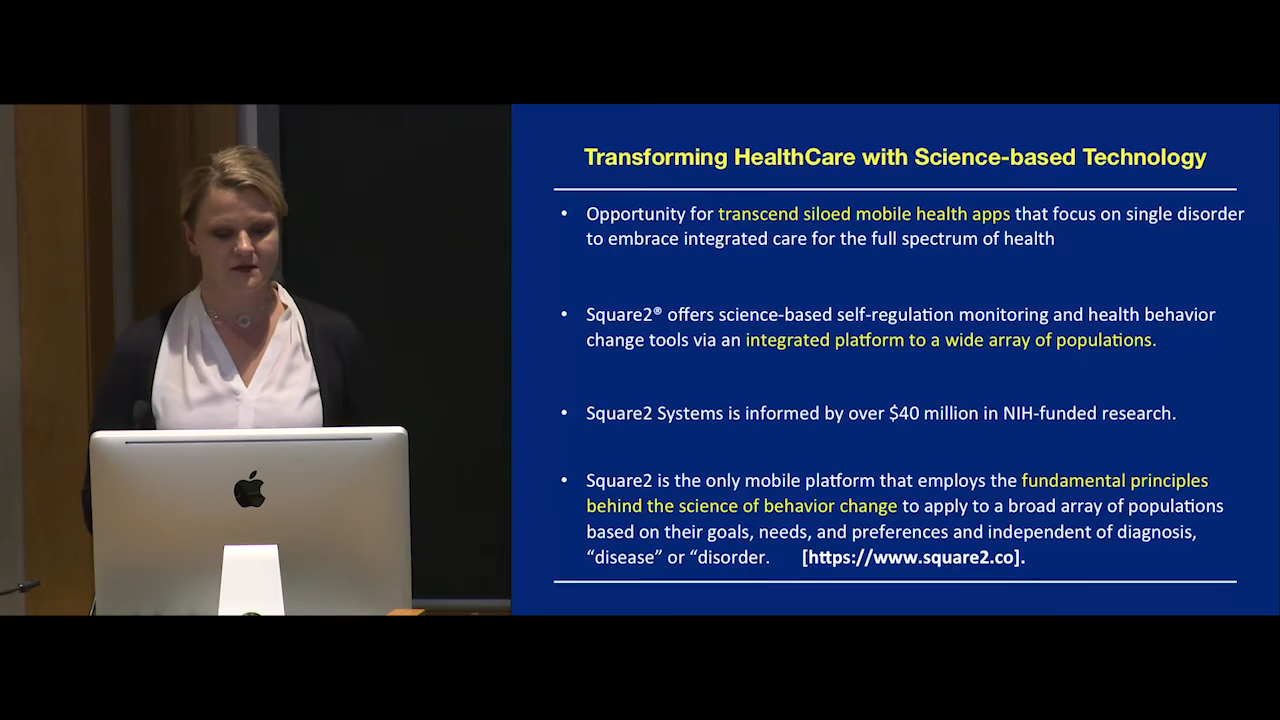 Transforming HealthCare with Science-based Technology
• Opportunity for transcend siloed mobile health apps that focus on single disorder
to embrace integrated care for the full spectrum of health
• Square2® offers science-based self-regulation monitoring and health behavior
change tools via an integrated platform to a wide array of populations.
• Square2 Systems is informed by over $40 million in NIH-funded research.
• Square2 is the only mobile platform that employs the fundamental principles
behind the science of behavior change to apply to a broad array of populations
based on their goals, needs, and preferences and independent of diagnosis,
“disease” or “disorder. [https://www.square2.co].